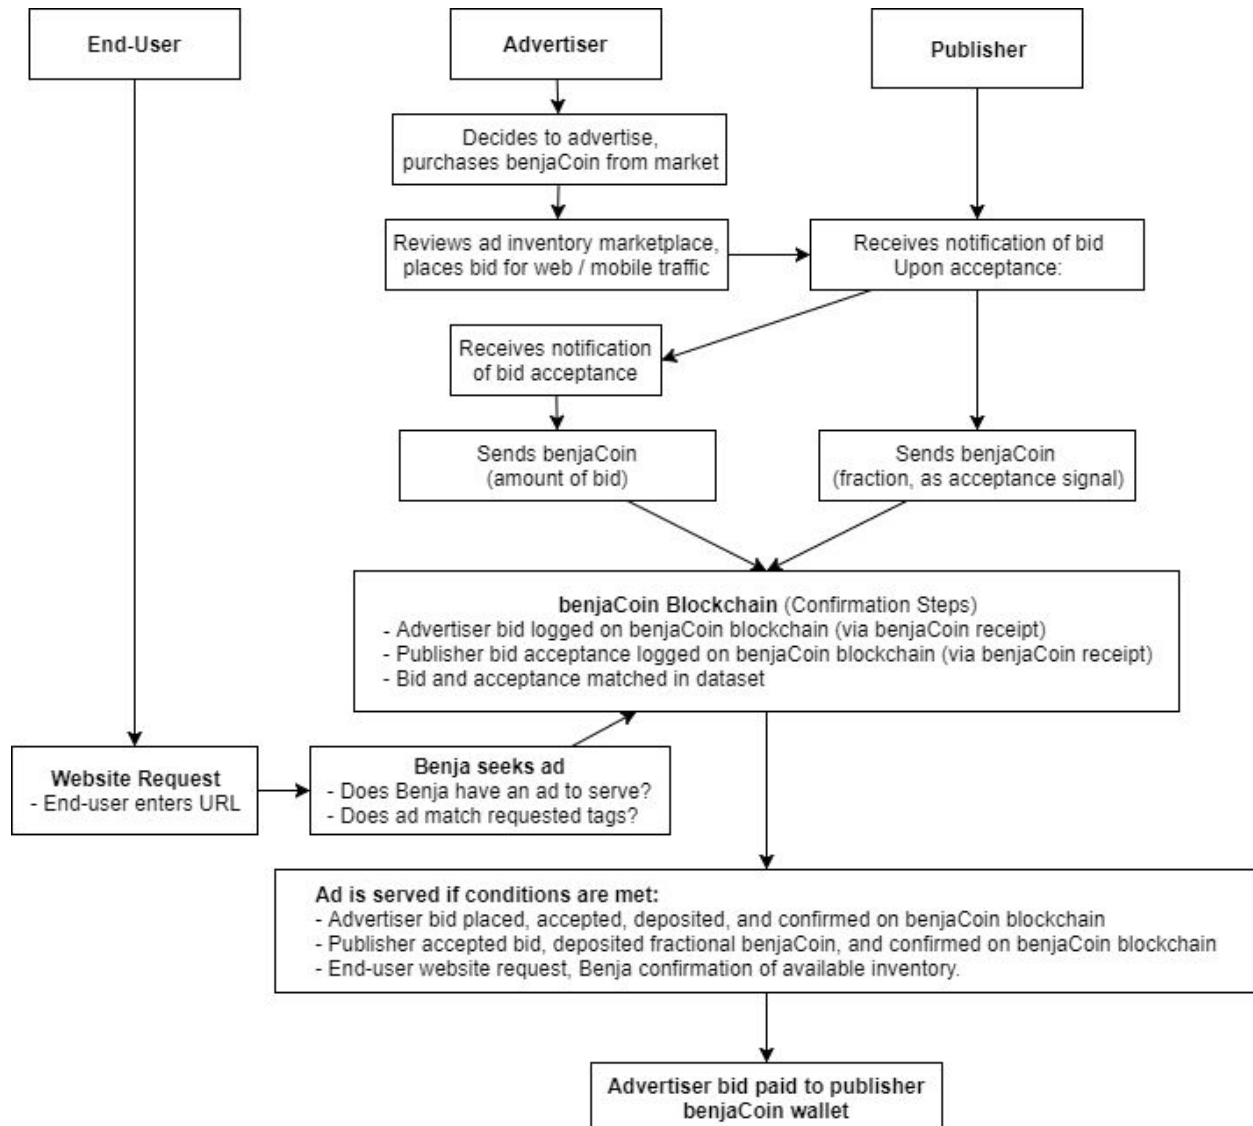 End-User
Advertiser
Publisher
Decides to advertise,
purchases benjaCoin from market
Reviews ad inventory marketplace,
places bid for web / mobile traffic
Receives notification of bid
Upon acceptance:
Receives notification
of bid acceptance
Sends benjaCoin
(amount of bid)
Sends benjaCoin
(fraction, as acceptance signal)
benjaCoin Blockchain (Confirmation Steps)
- Advertiser bid logged on benjaCoin blockchain (via benjaCoin receipt)
- Publisher bid acceptance logged on benjaCoin blockchain (via benjaCoin receipt)
- Bid and acceptance matched in dataset
Website Request
- End-user enters URL
Benja seeks ad
- Does Benja have an ad to serve?
- Does ad match requested tags?
Ad is served if conditions are met:
- Advertiser bid placed, accepted, deposited, and confirmed on benjaCoin blockchain
- Publisher accepted bid, deposited fractional benjaCoin, and confirmed on benjaCoin blockchain
- End-user website request, Benja confirmation of available inventory.
Advertiser bid paid to publisher
benjaCoin wallet